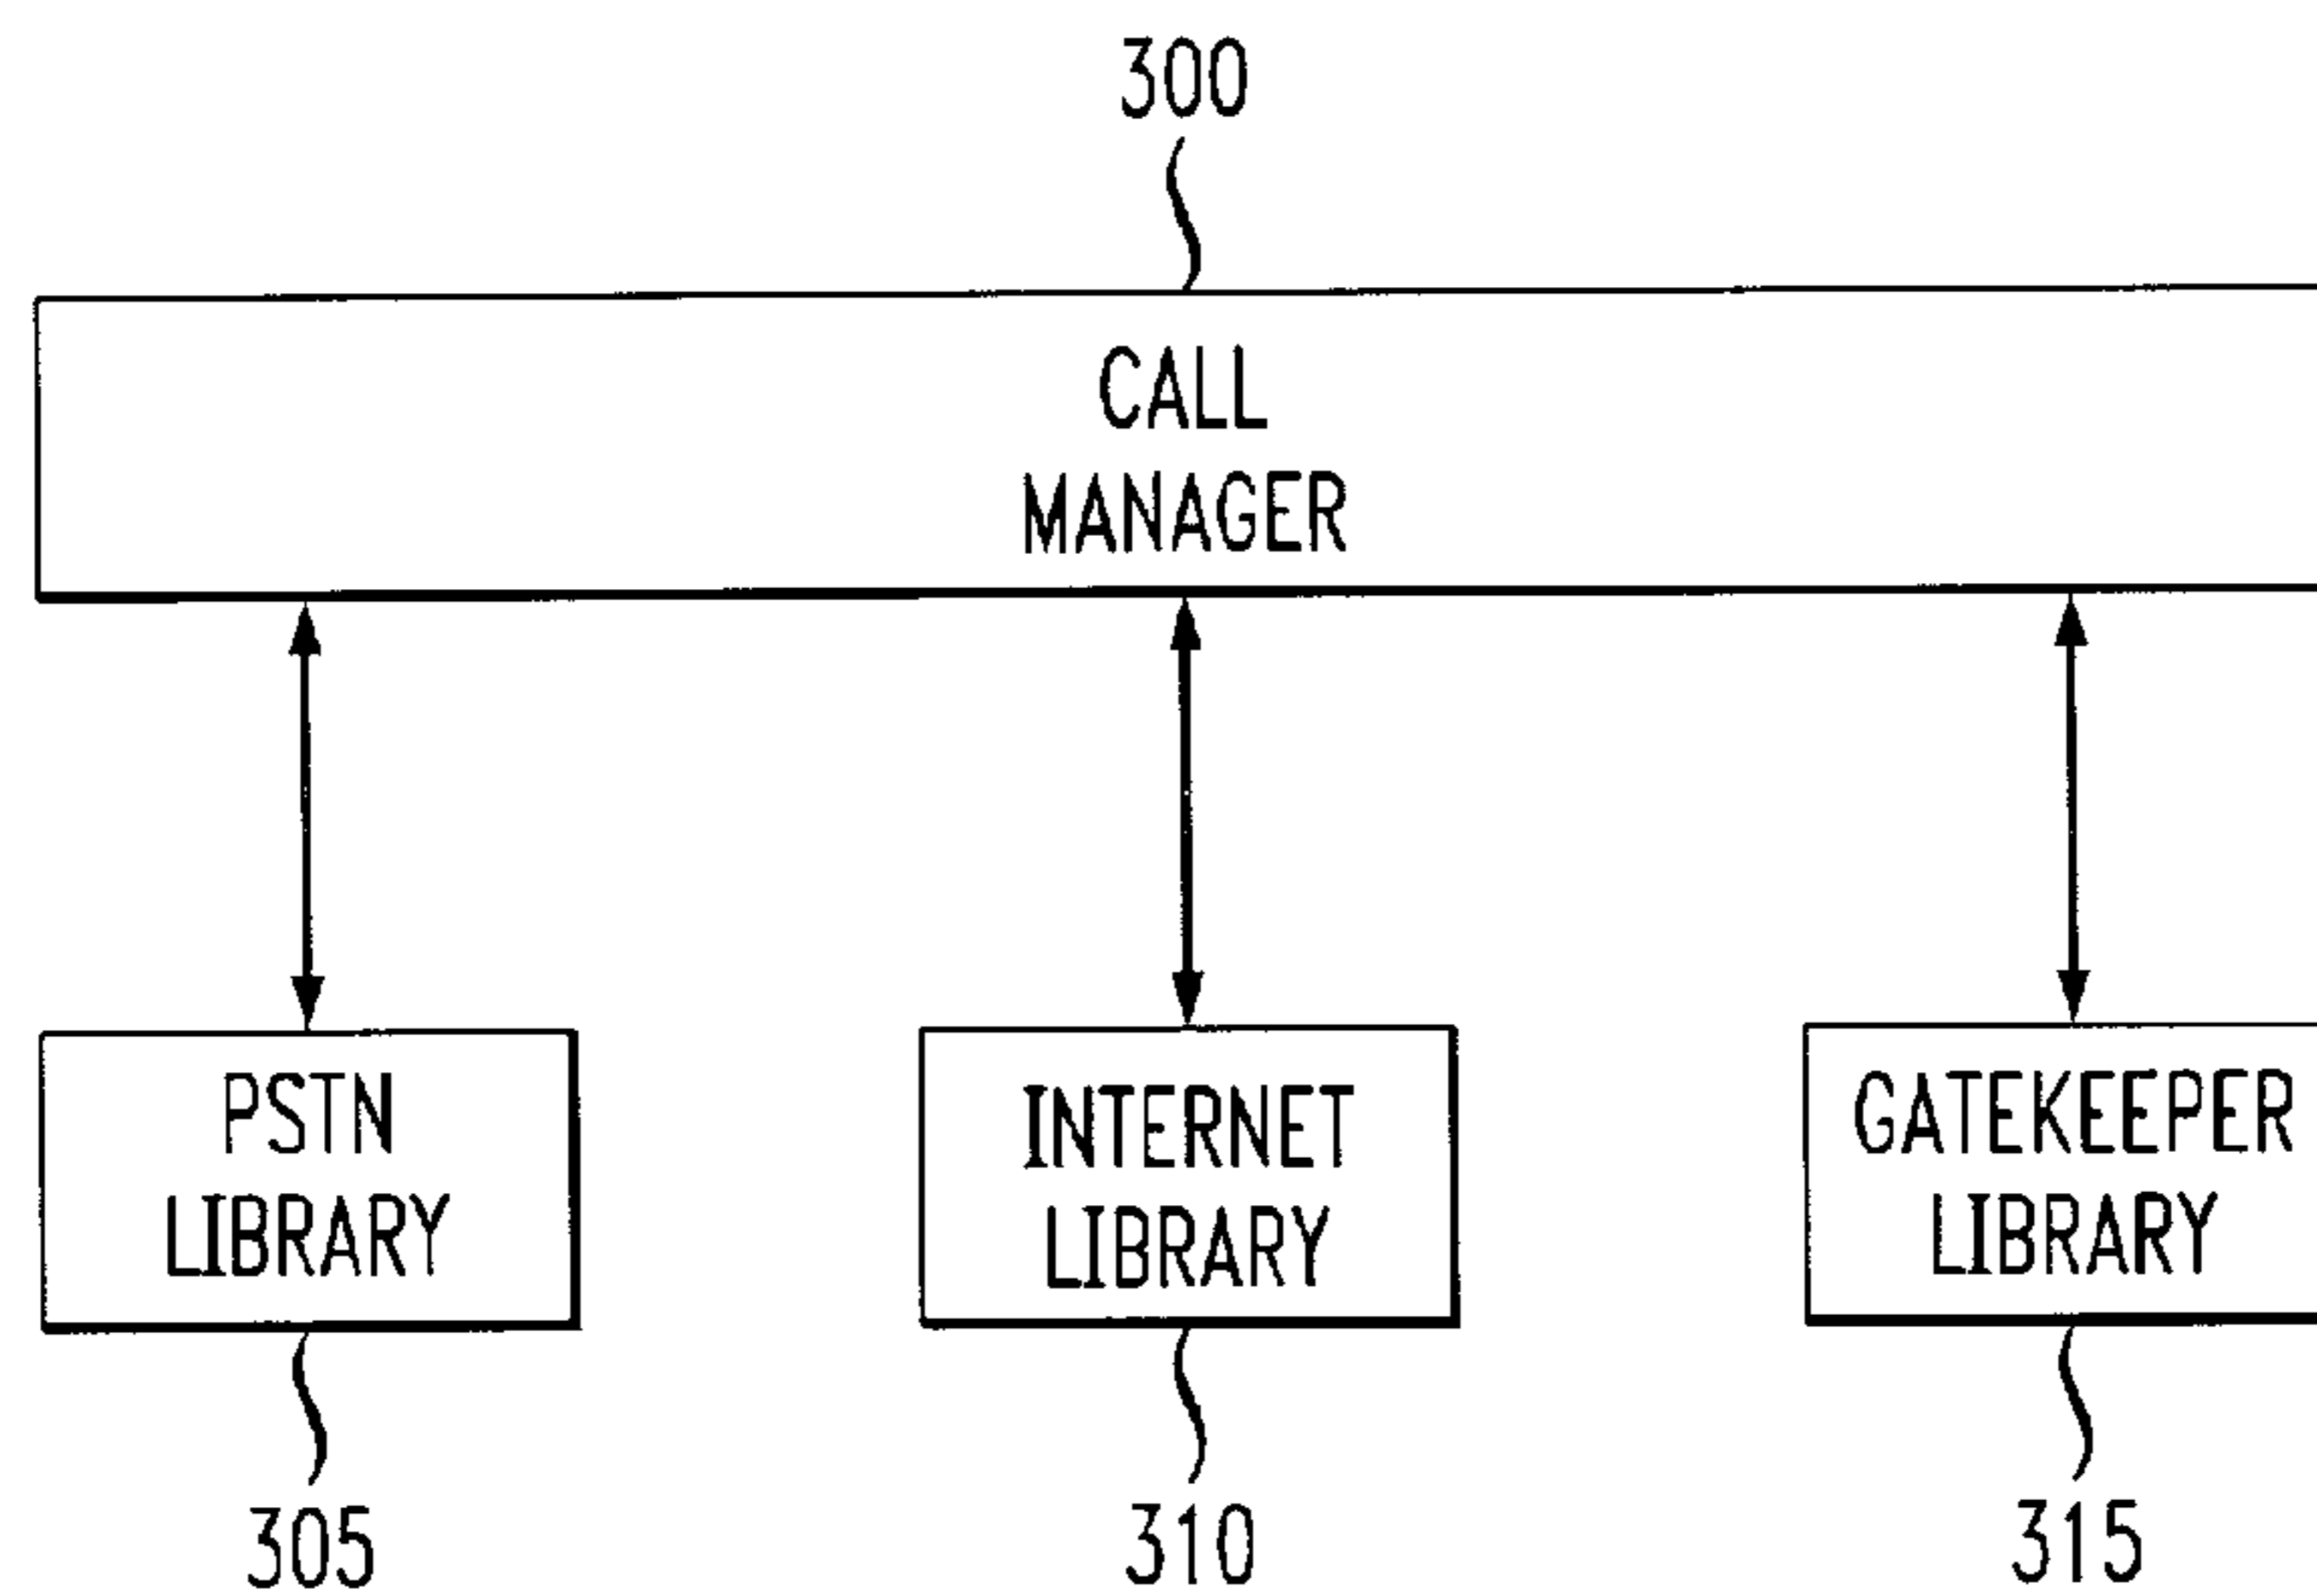 300
CALL
MANAGER
PSTN
LIBRARY
INTERNET
LIBRARY
GATEKEEPER
LIBRARY
305
310
315